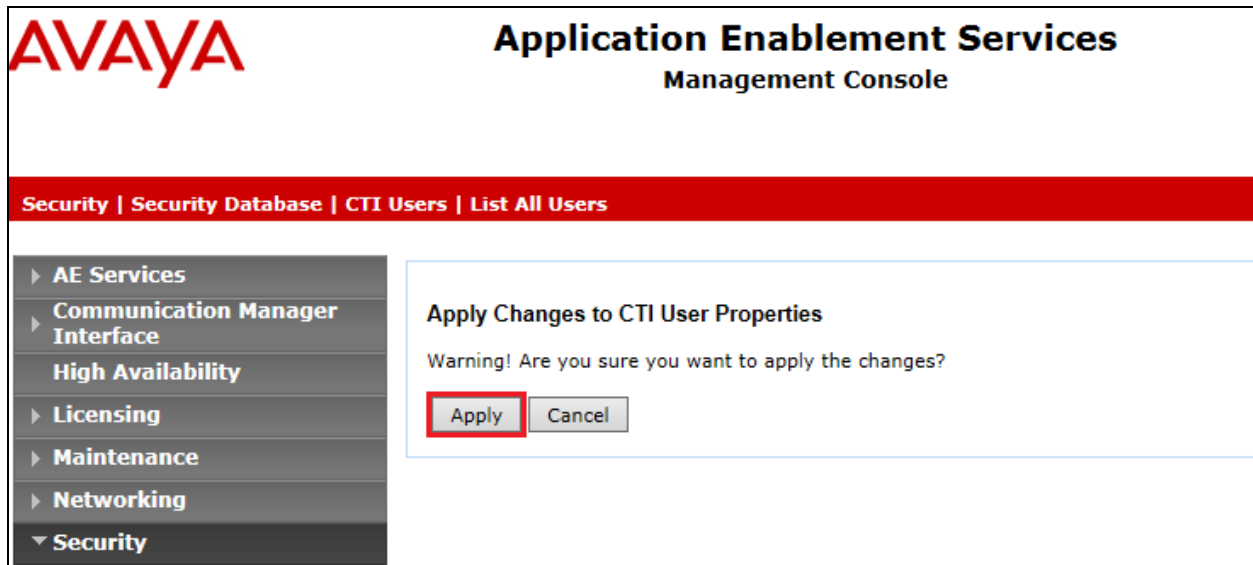 AVAYA
Application Enablement Services
Management Console
Security | Security Database | CTI Users | List All Users
AE Services
Communication Manager
Interface
High Availability
Licensing
Maintenance
Networking
Security
Apply Changes to CTI User Properties
Warning! Are you sure you want to apply the changes?
Apply Cancel